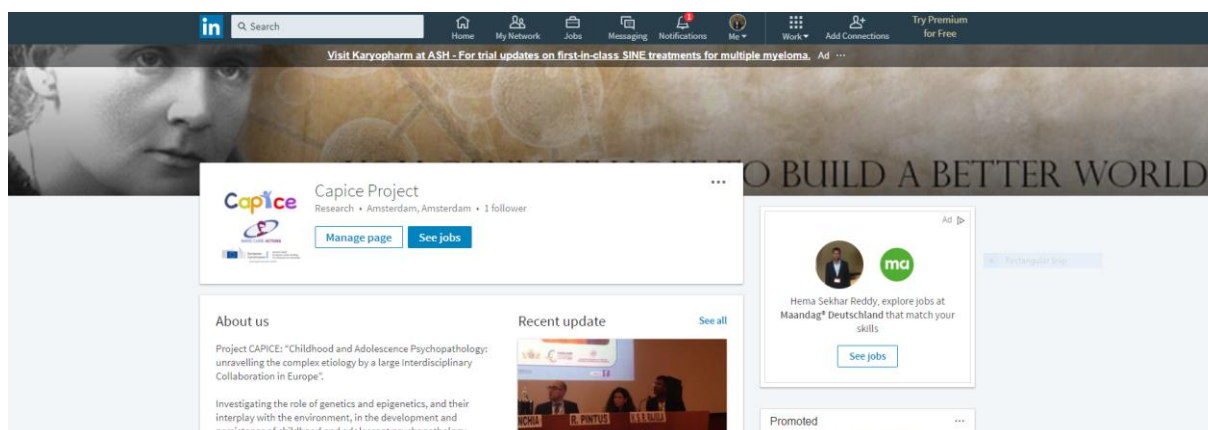 in Search Home My Network Jobs Messaging Notifications 1 Me Work Add Connections Try Premium
for Free
Visit Karyopharm at ASH - For trial updates on first-in-class SINE treatments for multiple myeloma. Ad ...
TO BUILD A BETTER WORLD
Capice
Capice Project
Research • Amsterdam, Amsterdam • 1 follower
Manage page See jobs
Ad
ma
Hema Sekhar Reddy, explore jobs at
Maandag® Deutschland that match your
skills
See jobs
Rectangular Snip
About us
Project CAPICE: "Childhood and Adolescence Psychopathology:
unravelling the complex etiology by a large Interdisciplinary
Collaboration in Europe".
Investigating the role of genetics and epigenetics, and their
interplay with the environment, in the development and
Recent update See all
R. PINTUS
Promoted ...